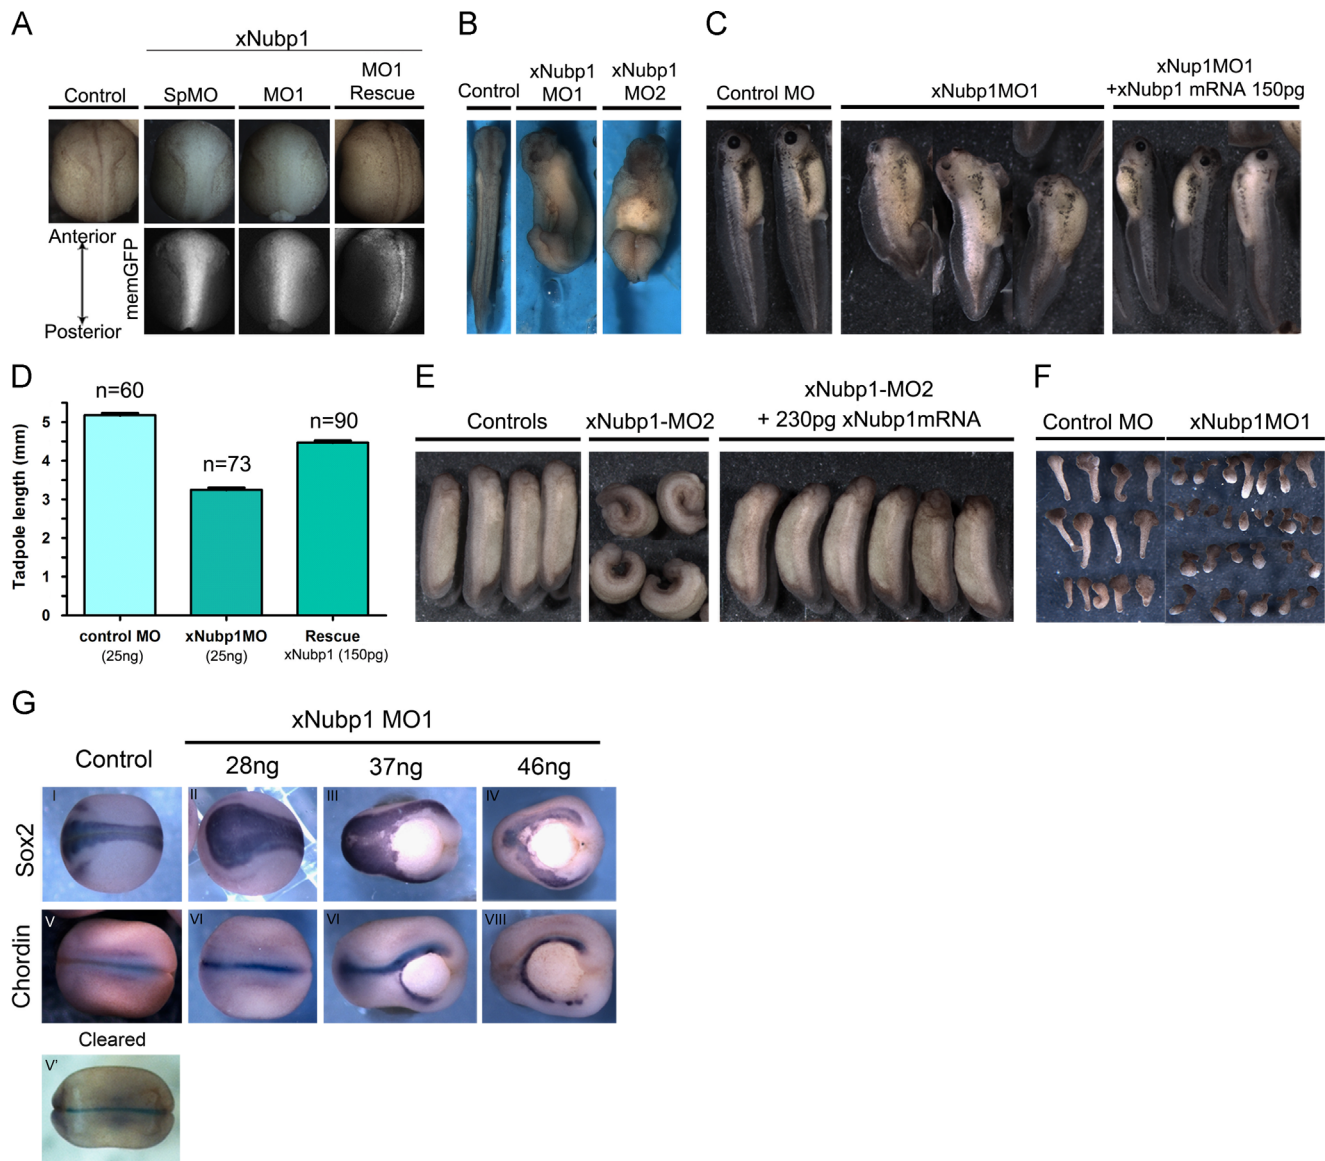 A
xNubp1
Control
SpMO
MO1
MO1
Rescue
Anterior
Posterior
memGFP
B
Control
xNubp1
MO1
xNubp1
MO2
C
Control MO
xNubp1MO1
xNup1MO1
+xNubp1 mRNA 150pg
D
n=60
n=73
n=90
Tadpole length (mm)
5
4
3
2
1
0
control MO
(25ng)
xNubp1MO
(25ng)
Rescue
xNubp1 (150pg)
E
Controls
xNubp1-MO2
xNubp1-MO2
+ 230pg xNubp1mRNA
F
Control MO
xNubp1MO1
G
xNubp1 MO1
Control
28ng
37ng
46ng
Sox2
I
II
III
IV
Chordin
V
VI
VI
VIII
Cleared
V'